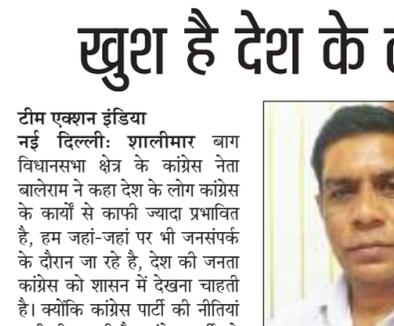 खुश है देश के
टीम एक्शन इंडिया
नई दिल्ली: शालीमार बाग
विधानसभा क्षेत्र के कांग्रेस नेता
बालेराम ने कहा देश के लोग कांग्रेस
के कार्यों से काफी ज्यादा प्रभावित
है, हम जहां-जहां पर भी जनसंपर्क
के दौरान जा रहे है, देश की जनता
कांग्रेस को शासन में देखना चाहती
है। क्योंकि कांग्रेस पार्टी की नीतियां